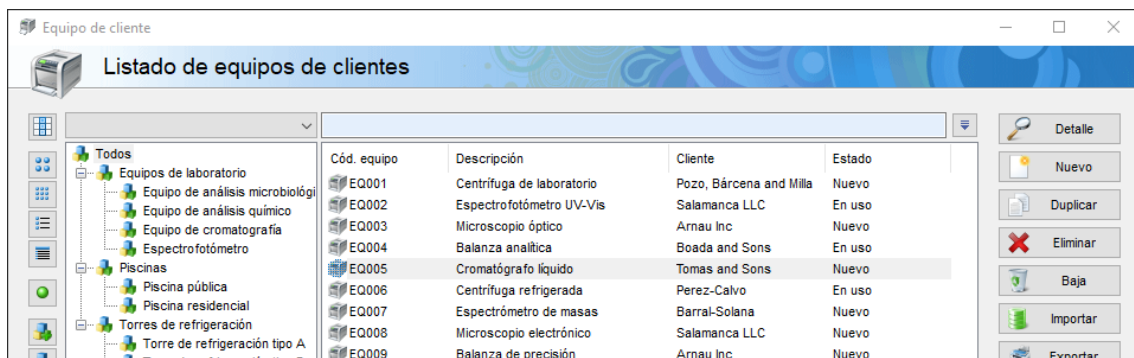 Equipo de cliente
Listado de equipos de clientes
Detalle
Nuevo
Duplicar
Eliminar
Baja
Importar
Exportar
Todos
Equipos de laboratorio
Equipo de análisis microbiológi
Equipo de análisis químico
Equipo de cromatografía
Espectrofotómetro
Piscinas
Piscina pública
Piscina residencial
Torres de refrigeración
Torre de refrigeración tipo A
Cód. equipo Descripción Cliente Estado
EQ001 Centrífuga de laboratorio Pozo, Bárcena and Milla Nuevo
EQ002 Espectrofotómetro UV-Vis Salamanca LLC En uso
EQ003 Microscopio óptico Arnau Inc Nuevo
EQ004 Balanza analítica Boada and Sons En uso
EQ005 Cromatógrafo líquido Tomas and Sons Nuevo
EQ006 Centrífuga refrigerada Perez-Calvo En uso
EQ007 Espectrómetro de masas Barral-Solana Nuevo
EQ008 Microscopio electrónico Salamanca LLC En uso
EQ009 Balanza de precisión Arnau Inc Nuevo